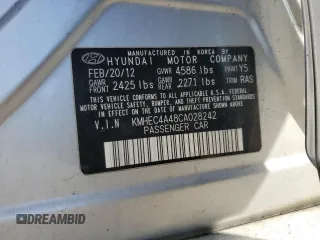 MANUFACTURED IN KOREA BY
HYUNDAI MOTOR COMPANY
FEB/20/12 GVWR 4586 lbs PAINT Y5
GAWR FRONT 2425 lbs GAWR REAR 2271 lbs TRIM RAS
THIS VEHICLE CONFORMS TO ALL APPLICABLE U.S. FEDERAL MOTOR VEHICLE SAFETY, BUMPER, AND THEFT PREVENTION STANDARDS IN EFFECT ON THE DATE OF MANUFACTURE SHOWN ABOVE.
V.I.N KMHEC4A48CA028242
PASSENGER CAR
DREAMBID